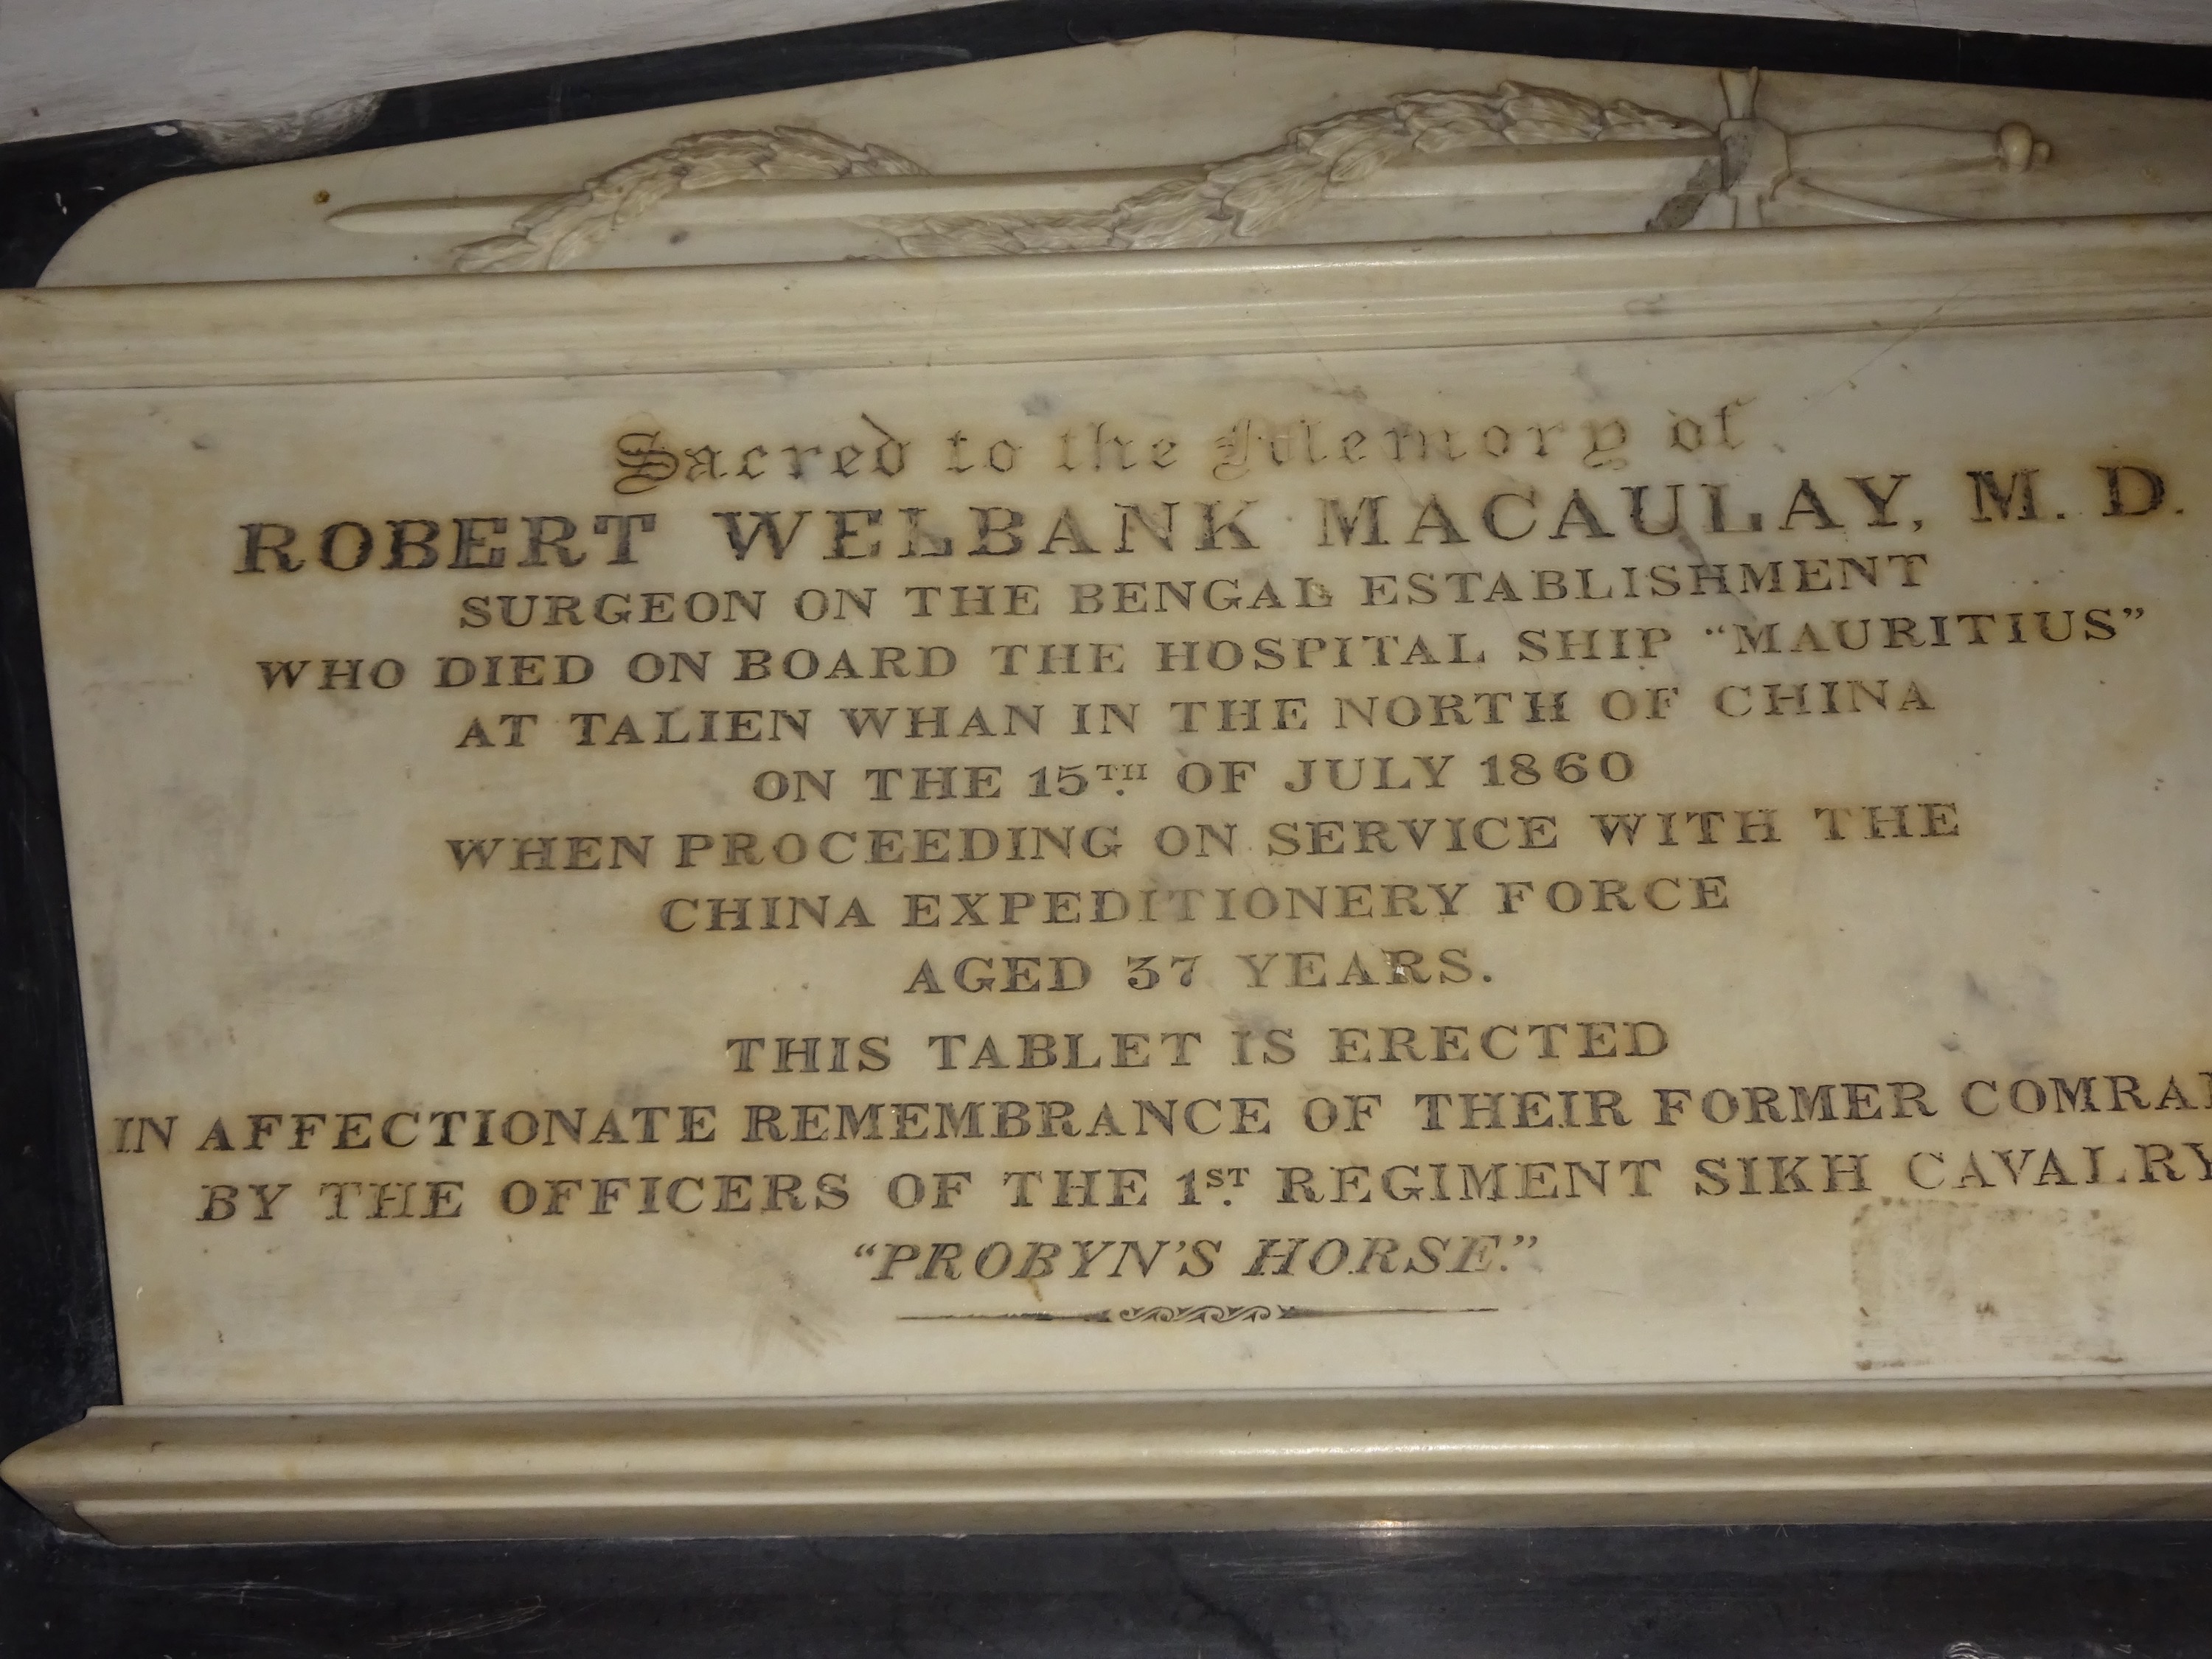 Sacred to the Memory of
ROBERT WELBANK MACAULAY, M. D.
SURGEON ON THE BENGAL ESTABLISHMENT
WHO DIED ON BOARD THE HOSPITAL SHIP “MAURITIUS”
AT TALIEN WHAN IN THE NORTH OF CHINA
ON THE 15TH. OF JULY 1860
WHEN PROCEEDING ON SERVICE WITH THE
CHINA EXPEDITIONERY FORCE
AGED 37 YEARS.
THIS TABLET IS ERECTED
IN AFFECTIONATE REMEMBRANCE OF THEIR FORMER
BY THE OFFICERS OF THE 1ST. REGIMENT SIKH CAVALRY
“PROBYN’S HORSE.”